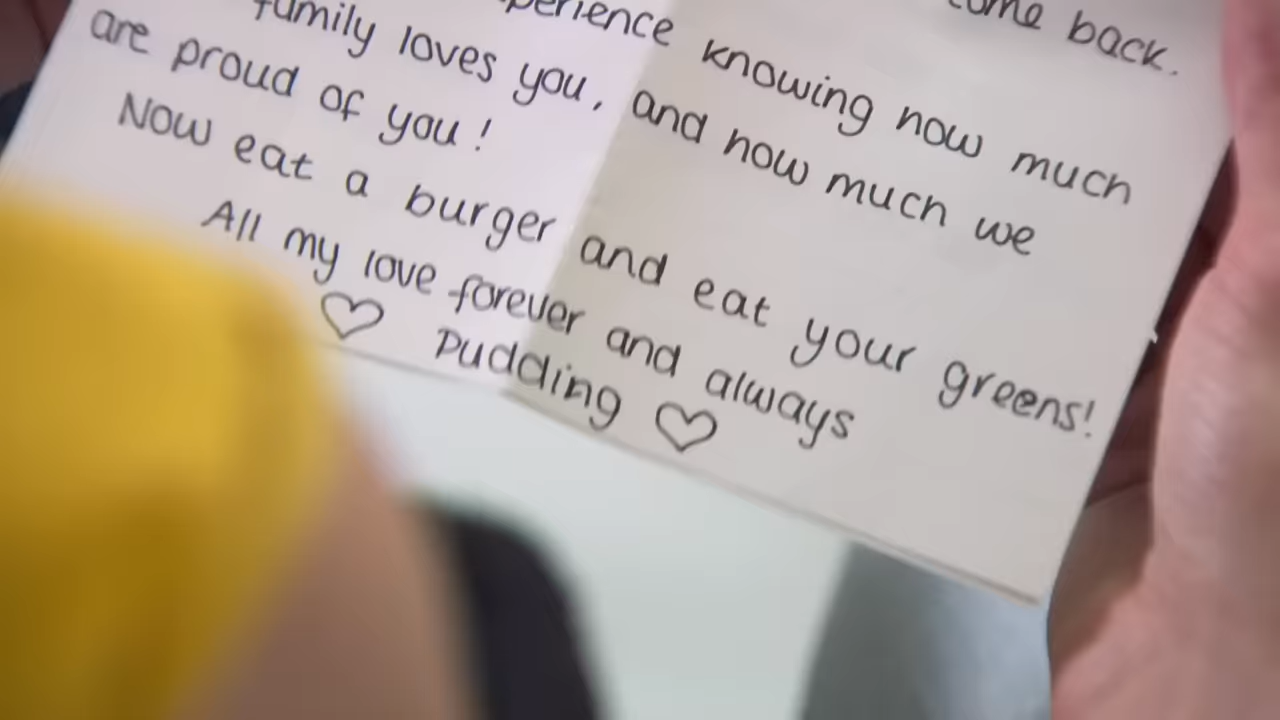 come back.
perience knowing how much
family loves you, and how much we
are proud of you!
Now eat a burger and eat your greens!
All my love forever and always
♡ Pudding ♡